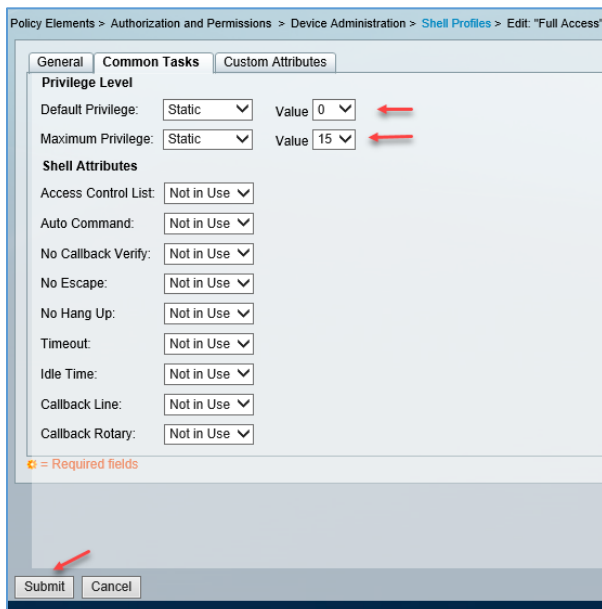 Policy Elements > Authorization and Permissions > Device Administration > Shell Profiles > Edit: "Full Access"
General Common Tasks Custom Attributes
Privilege Level
Default Privilege: Static Value 0
Maximum Privilege: Static Value 15
Shell Attributes
Access Control List: Not in Use
Auto Command: Not in Use
No Callback Verify: Not in Use
No Escape: Not in Use
No Hang Up: Not in Use
Timeout: Not in Use
Idle Time: Not in Use
Callback Line: Not in Use
Callback Rotary: Not in Use
= Required fields
Submit Cancel